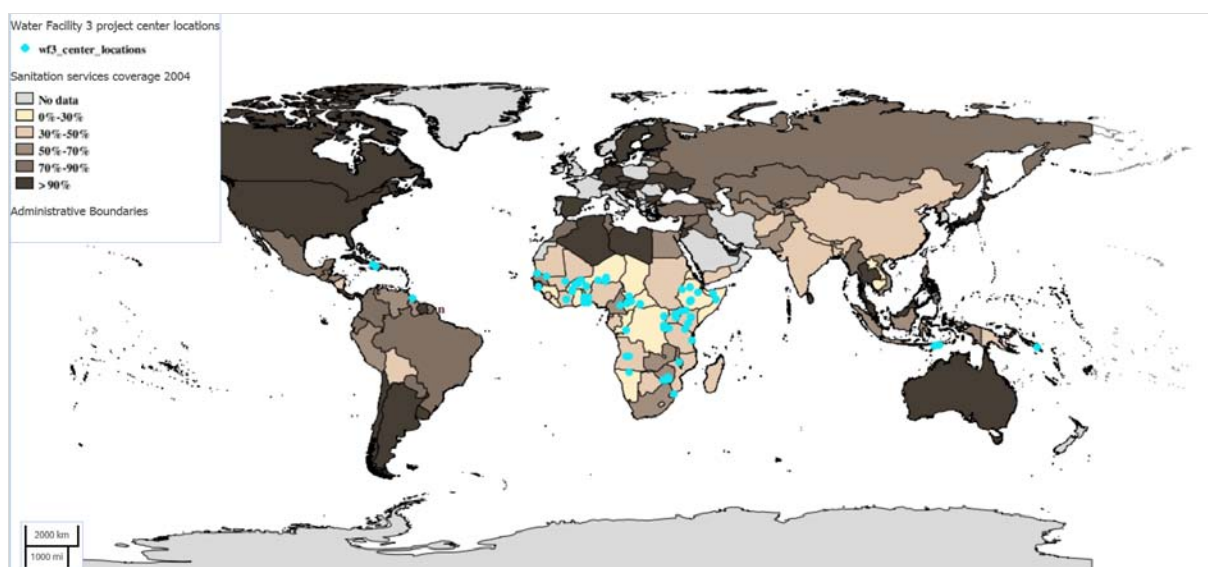 Water Facility 3 project center locations
wf3_center_locations
Sanitation services coverage 2004
No data
0%-30%
30%-50%
50%-70%
70%-90%
> 90%
Administrative Boundaries
2000 km
1000 mi